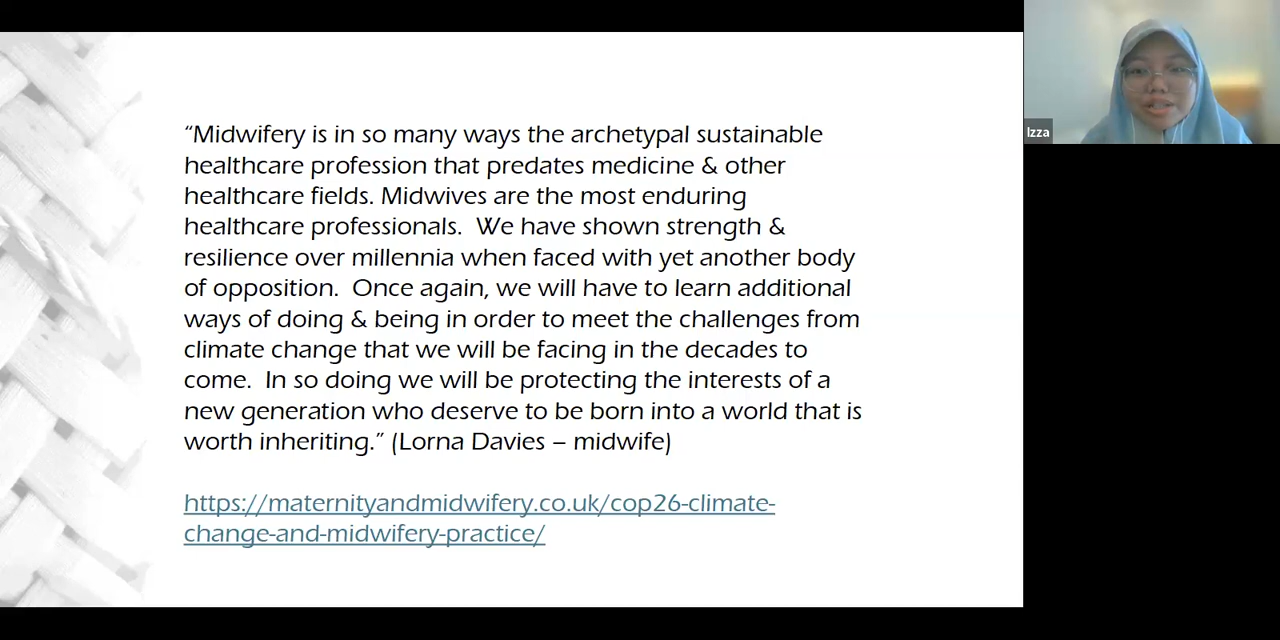 “Midwifery is in so many ways the archetypal sustainable
healthcare profession that predates medicine & other
healthcare fields. Midwives are the most enduring
healthcare professionals.  We have shown strength &
resilience over millennia when faced with yet another body
of opposition.  Once again, we will have to learn additional
ways of doing & being in order to meet the challenges from
climate change that we will be facing in the decades to
come.  In so doing we will be protecting the interests of a
new generation who deserve to be born into a world that is
worth inheriting.” (Lorna Davies – midwife)
https://maternityandmidwifery.co.uk/cop26-climate-
change-and-midwifery-practice/
Izza